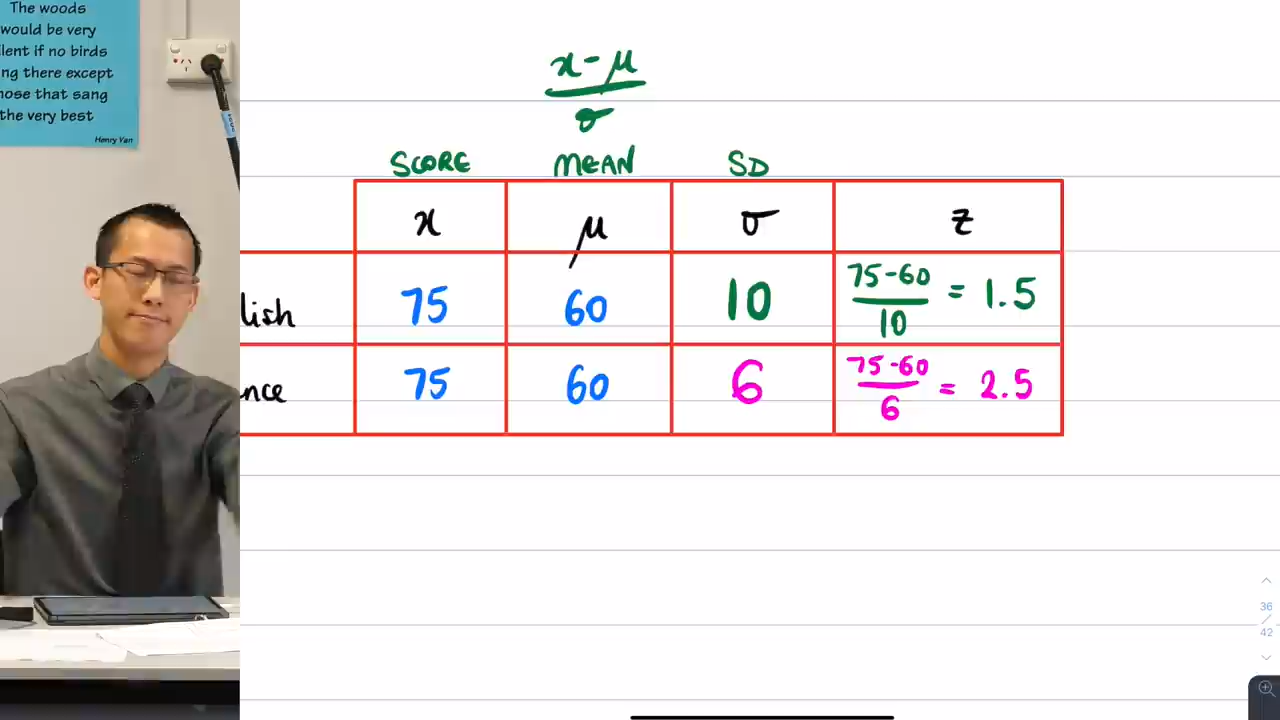 The woods
would be very
lent if no birds
ng there except
hose that sang
the very best
Henry Van
x - μ
σ
SCORE MEAN SD
x μ σ z
lish 75 60 10 75-60 / 10 = 1.5
nce 75 60 6 75-60 / 6 = 2.5
36
/
42